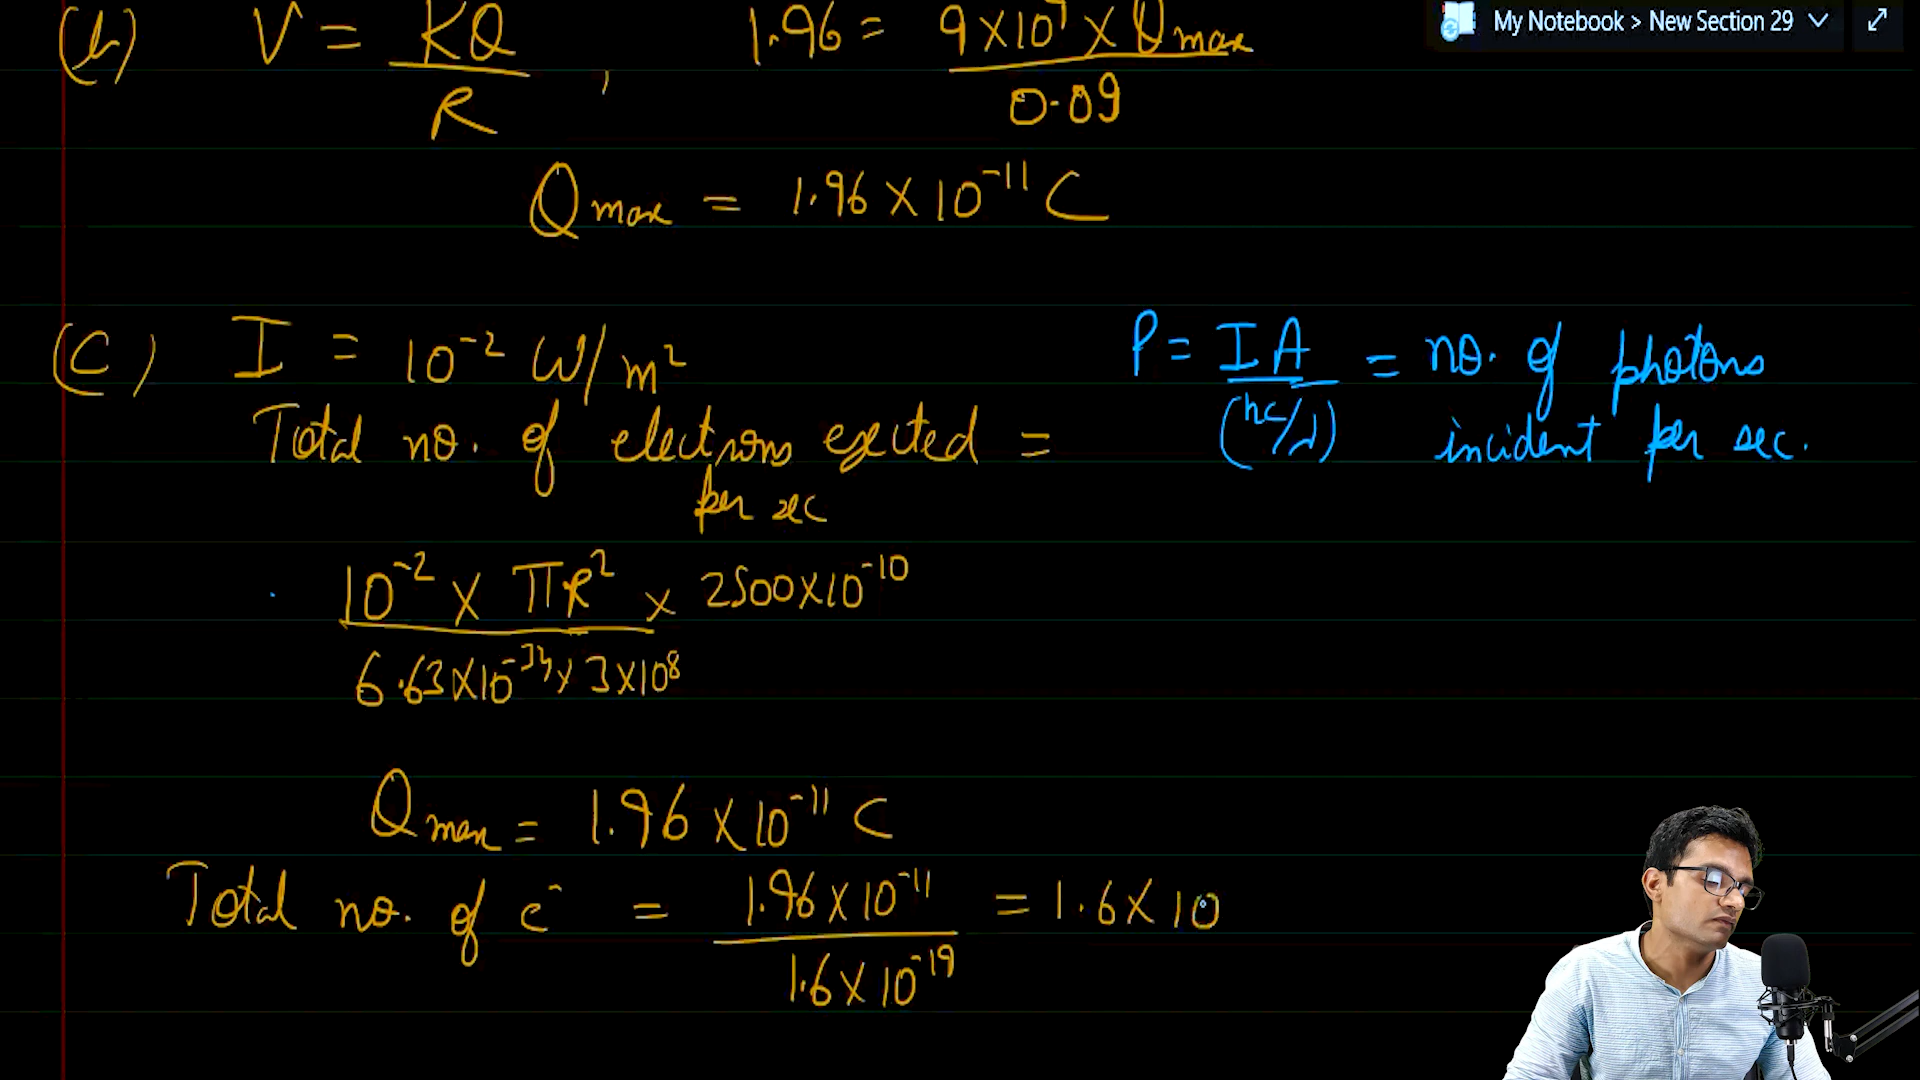 My Notebook > New Section 29
V = KQ/R , 1.96 = 9×10⁹ × Qmax/0.09
Qmax = 1.96 × 10⁻¹¹ C
(C) I = 10⁻² W/m²
P = IA/(hc/λ) = no. of photons incident per sec.
Total no. of electrons ejected per sec =
10⁻² × πR² × 2500×10⁻¹⁰
6.63×10⁻³⁴ × 3×10⁸
Qmax = 1.96 × 10⁻¹¹ C
Total no. of e⁻ = 1.96 × 10⁻¹¹/1.6 × 10⁻¹⁹ = 1.6 × 10